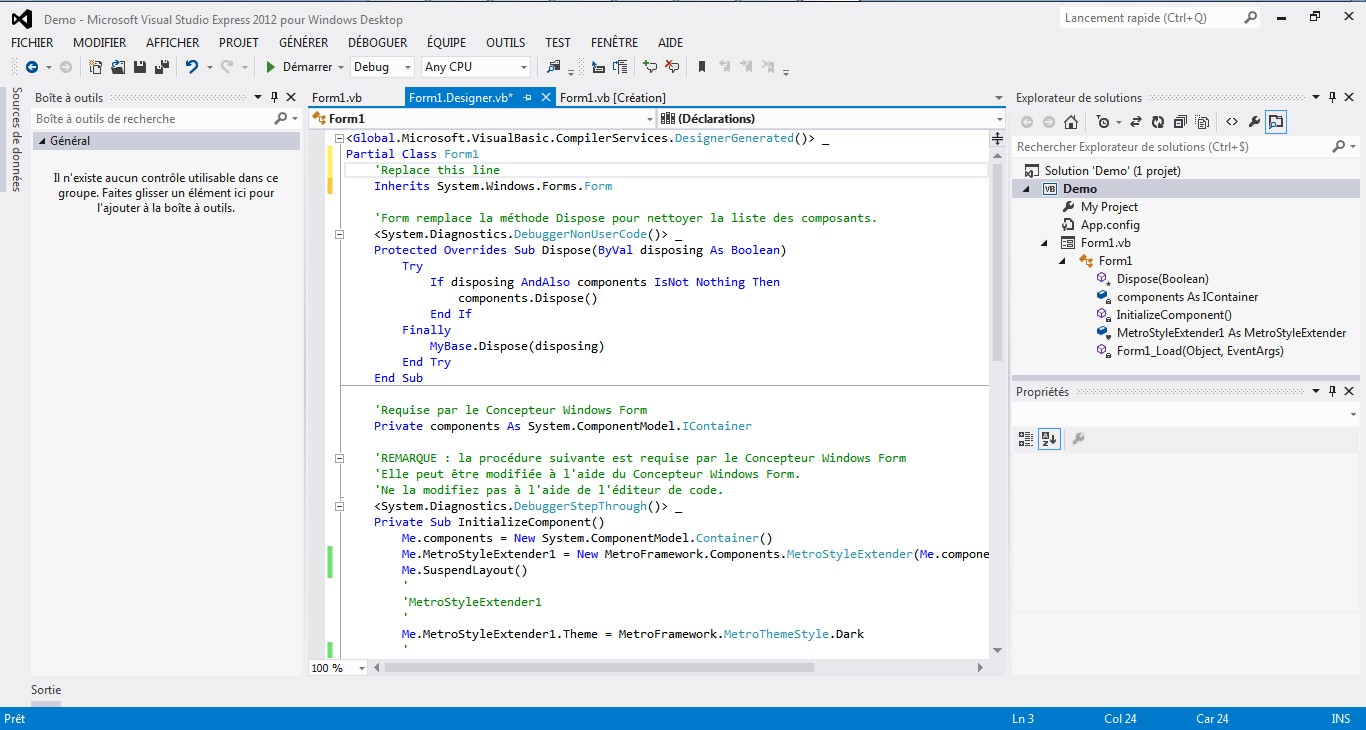 Demo - Microsoft Visual Studio Express 2012 pour Windows Desktop
Lancement rapide (Ctrl+Q)
FICHIER MODIFIER AFFICHER PROJET GÉNÉRER DÉBOGUER ÉQUIPE OUTILS TEST FENÊTRE AIDE
Démarrer Debug Any CPU
Sources de données
Boîte à outils
Boîte à outils de recherche
Général
Il n'existe aucun contrôle utilisable dans ce
groupe. Faites glisser un élément ici pour
l'ajouter à la boîte à outils.
Form1.vb Form1.Designer.vb* Form1.vb [Création]
Form1 (Déclarations)
<Global.Microsoft.VisualBasic.CompilerServices.DesignerGenerated()> _
Partial Class Form1
'Replace this line
Inherits System.Windows.Forms.Form
'Form remplace la méthode Dispose pour nettoyer la liste des composants.
<System.Diagnostics.DebuggerNonUserCode()> _
Protected Overrides Sub Dispose(ByVal disposing As Boolean)
Try
If disposing AndAlso components IsNot Nothing Then
components.Dispose()
End If
Finally
MyBase.Dispose(disposing)
End Try
End Sub
'Requise par le Concepteur Windows Form
Private components As System.ComponentModel.IContainer
'REMARQUE : la procédure suivante est requise par le Concepteur Windows Form
'Elle peut être modifiée à l'aide du Concepteur Windows Form.
'Ne la modifiez pas à l'aide de l'éditeur de code.
<System.Diagnostics.DebuggerStepThrough()> _
Private Sub InitializeComponent()
Me.components = New System.ComponentModel.Container()
Me.MetroStyleExtender1 = New MetroFramework.Components.MetroStyleExtender(Me.compone
Me.SuspendLayout()
'
'MetroStyleExtender1
'
Me.MetroStyleExtender1.Theme = MetroFramework.MetroThemeStyle.Dark
'
100 %
Explorateur de solutions
Rechercher Explorateur de solutions (Ctrl+$)
Solution 'Demo' (1 projet)
VB Demo
My Project
App.config
Form1.vb
Form1
Dispose(Boolean)
components As IContainer
InitializeComponent()
MetroStyleExtender1 As MetroStyleExtender
Form1_Load(Object, EventArgs)
Propriétés
Sortie
Prêt Ln 3 Col 24 Car 24 INS